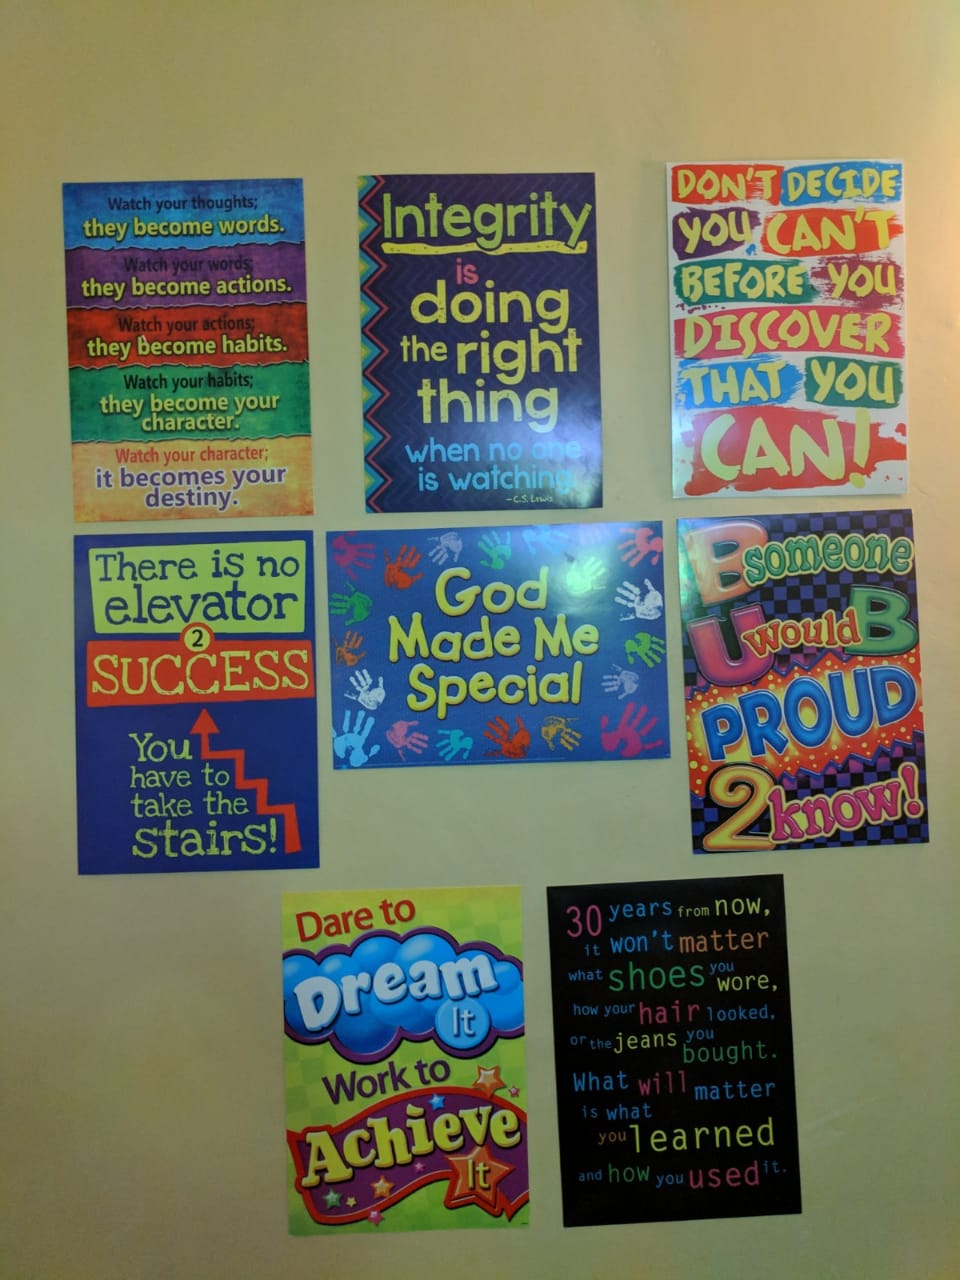 Watch your thoughts;
they become words.
Watch your words;
they become actions.
Watch your actions;
they become habits.
Watch your habits;
they become your
character.
Watch your character;
it becomes your
destiny.
Integrity
is
doing
the right
thing
when no one
is watching.
-C.S. Lewis
DON'T DECIDE
YOU CAN'T
BEFORE YOU
DISCOVER
THAT YOU
CAN!
There is no
elevator
2
SUCCESS
You
have to
take the
stairs!
God
Made Me
Special
B someone
U would B
PROUD
2 know!
Dare to
Dream
It
Work to
Achieve
It
30 years from now,
it won't matter
what shoes you
wore,
how your hair looked,
or the jeans you
bought.
What will matter
is what
you learned
and how you used it.